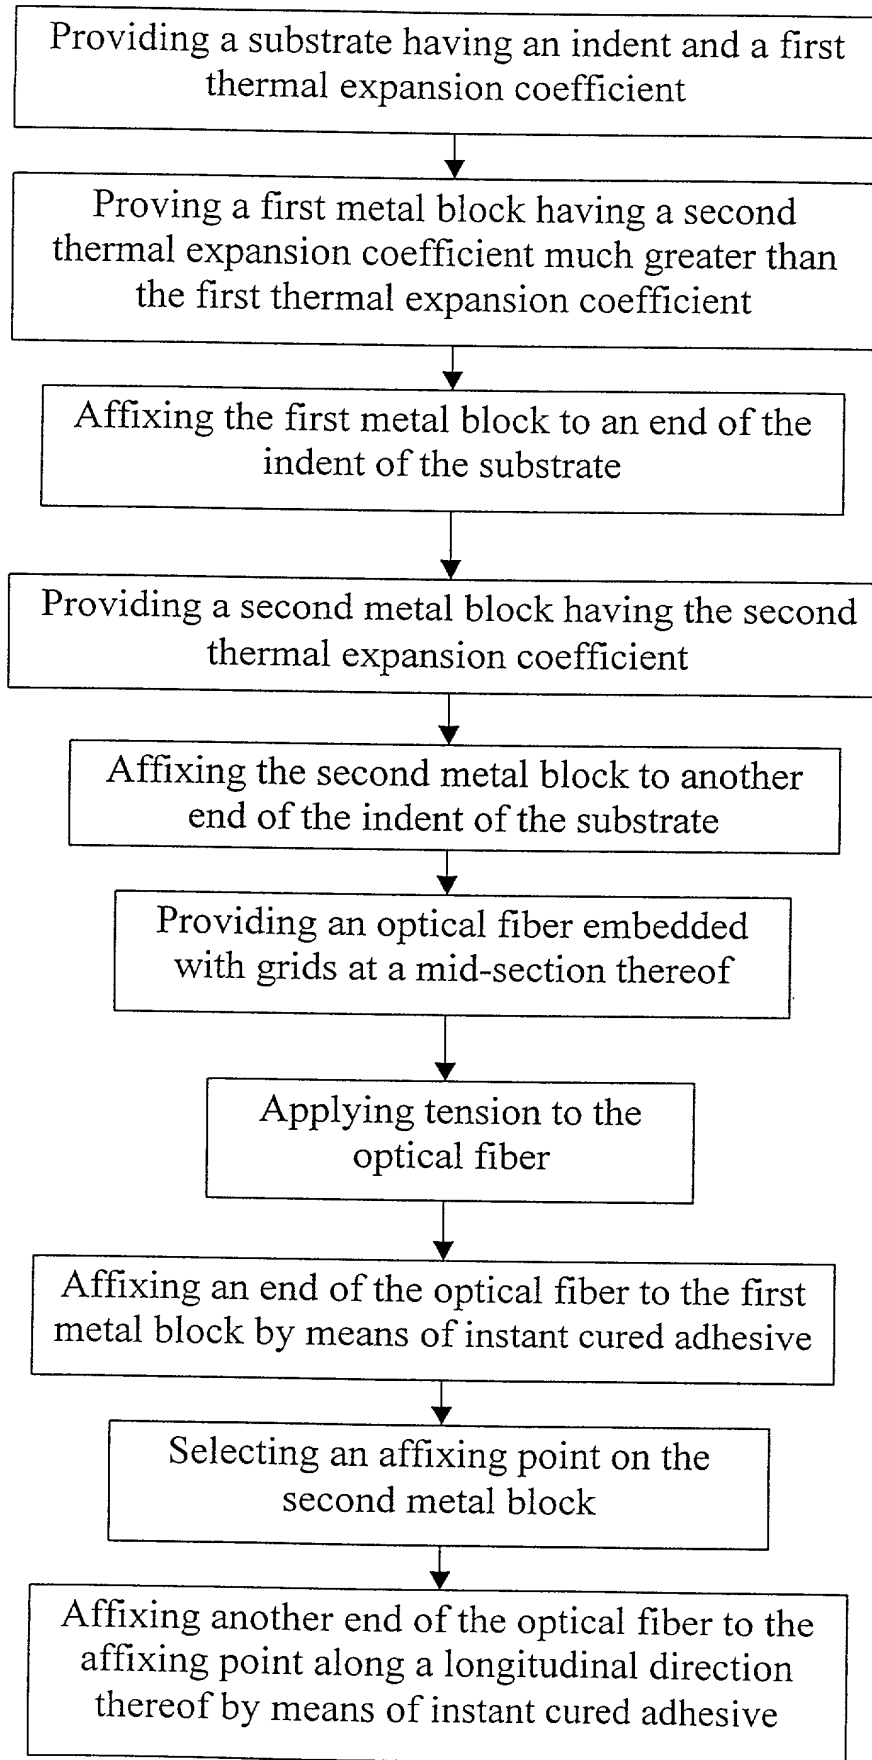 Providing a substrate having an indent and a first
thermal expansion coefficient
Proving a first metal block having a second
thermal expansion coefficient much greater than
the first thermal expansion coefficient
Affixing the first metal block to an end of the
indent of the substrate
Providing a second metal block having the second
thermal expansion coefficient
Affixing the second metal block to another
end of the indent of the substrate
Providing an optical fiber embedded
with grids at a mid-section thereof
Applying tension to the
optical fiber
Affixing an end of the optical fiber to the first
metal block by means of instant cured adhesive
Selecting an affixing point on the
second metal block
Affixing another end of the optical fiber to the
affixing point along a longitudinal direction
thereof by means of instant cured adhesive